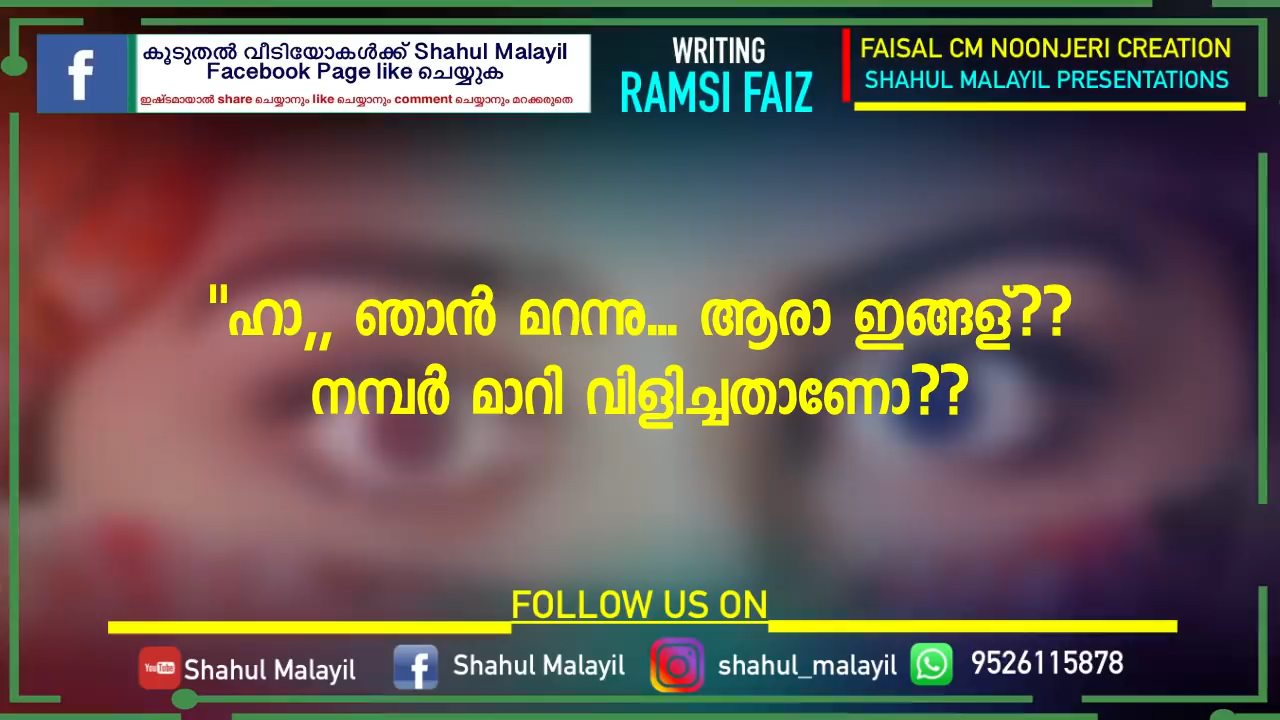 കൂടുതൽ വീടിയോകൾക്ക് Shahul Malayil
Facebook Page like ചെയ്യുക
ഇഷ്ടമായാൽ share ചെയ്യാനും like ചെയ്യാനും comment ചെയ്യാനും മറക്കരുതെ
WRITING
RAMSI FAIZ
FAISAL CM NOONJERI CREATION
SHAHUL MALAYIL PRESENTATIONS
"ഹാ,, ഞാൻ മറന്നു... ആരാ ഇങ്ങള്??
നമ്പർ മാറി വിളിച്ചതാണോ??
FOLLOW US ON
YouTube Shahul Malayil
Shahul Malayil
shahul_malayil
9526115878